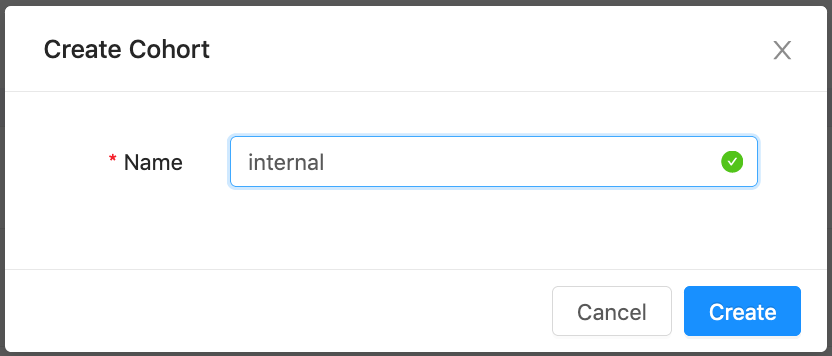 Create Cohort
* Name
internal
Cancel
Create